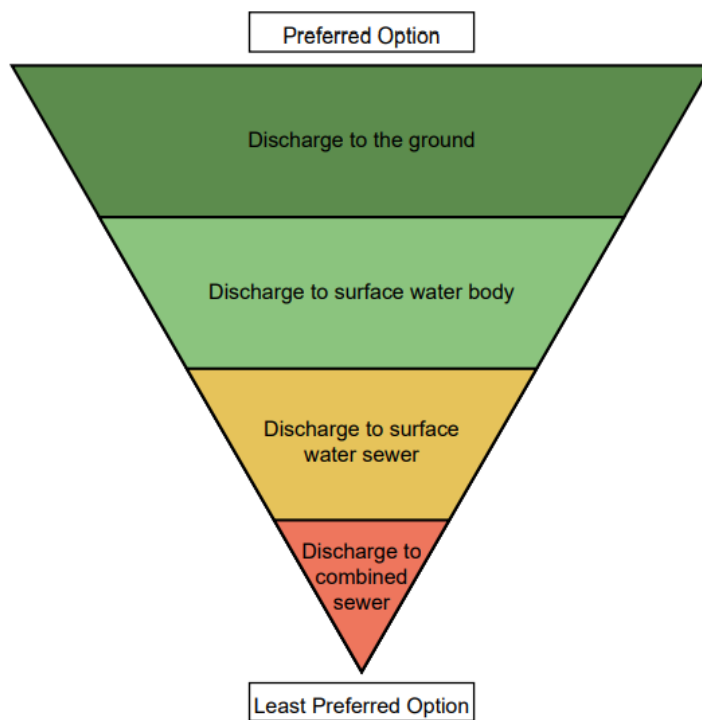 Preferred Option
Discharge to the ground
Discharge to surface water body
Discharge to surface
water sewer
Discharge to
combined
sewer
Least Preferred Option